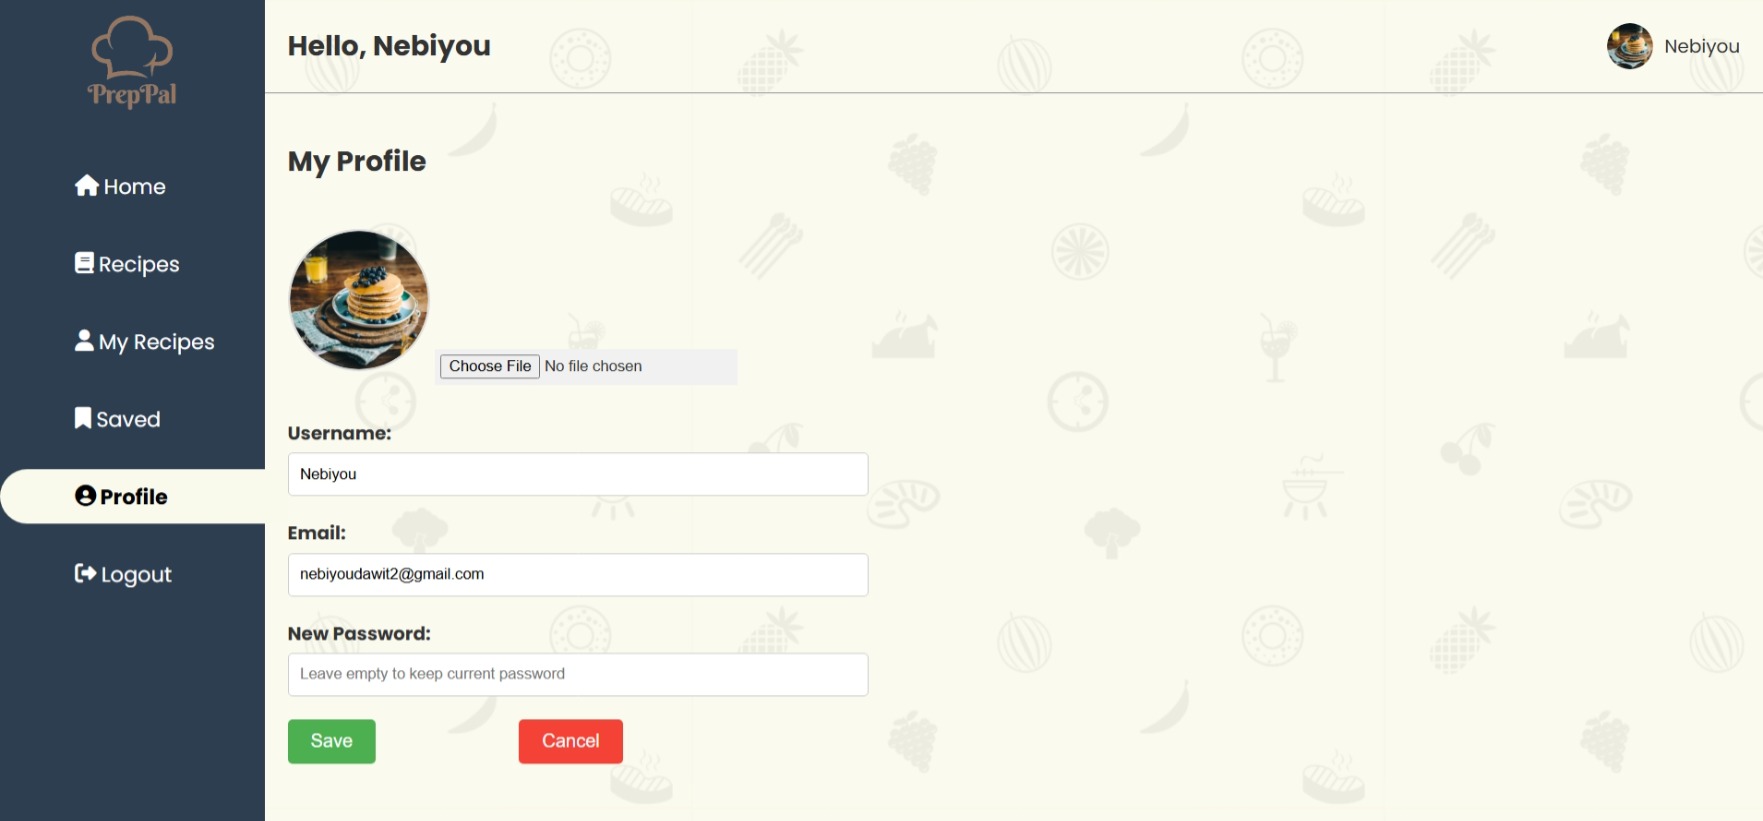 PrepPal
Home
Recipes
My Recipes
Saved
Profile
Logout
Hello, Nebiyou
Nebiyou
My Profile
Choose File No file chosen
Username:
Nebiyou
Email:
nebiyoudawit2@gmail.com
New Password:
Leave empty to keep current password
Save Cancel